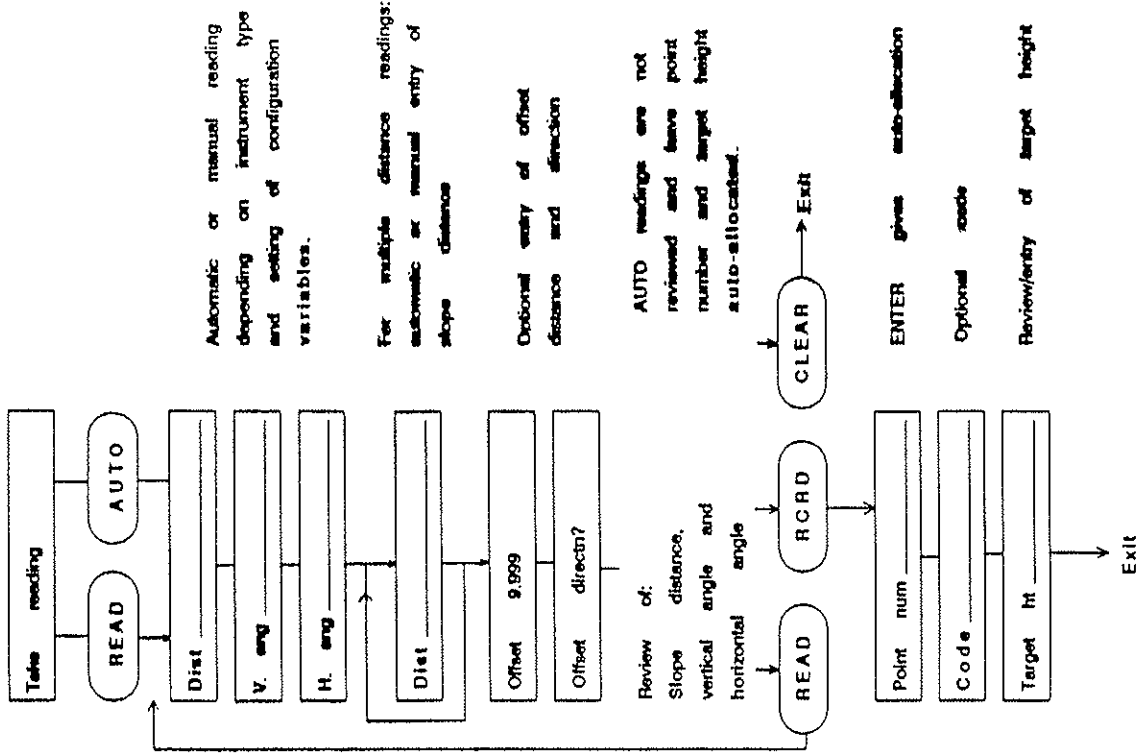 Take reading
READ
AUTO
Automatic or manual reading
depending on instrument type
and setting of configuration
variables.
Dist
V. ang
H. ang
For multiple distance readings:
automatic or manual entry of
slope distance
Dist
Optional entry of offset
distance and direction
Offset 9.999
Offset directn?
AUTO readings are not
reviewed and have point
number and target height
auto-allocated.
Review of:
Slope distance,
vertical angle and
horizontal angle
READ
RCRD
CLEAR
Exit
Point num
ENTER gives auto-allocation
Code
Optional code
Target ht
Review/entry of target height
Exit